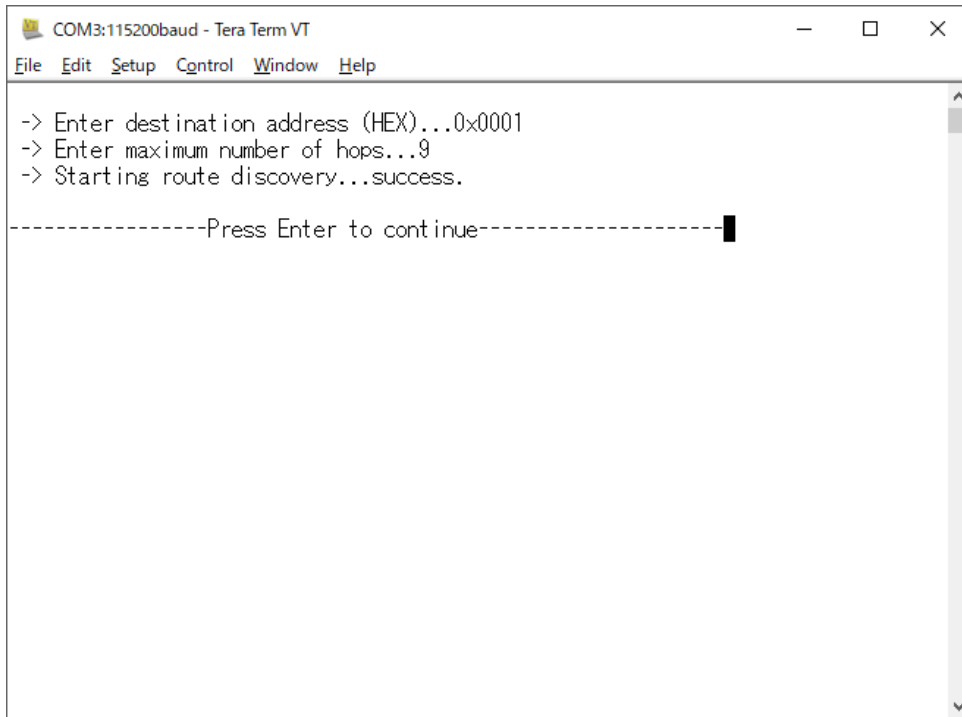 COM3:115200baud - Tera Term VT
File Edit Setup Control Window Help
-> Enter destination address (HEX)...0x0001
-> Enter maximum number of hops...9
-> Starting route discovery...success.
-----------------Press Enter to continue---------------------